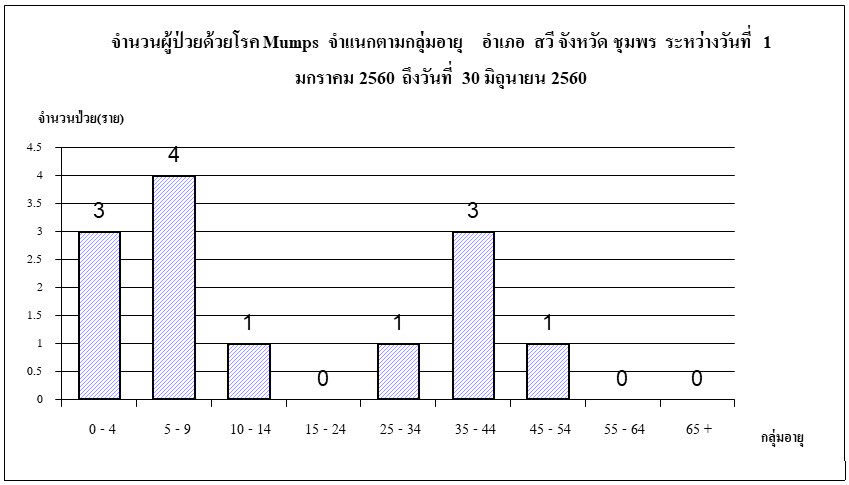 จำนวนผู้ป่วยด้วยโรค Mumps จำแนกตามกลุ่มอายุ อำเภอ สวี จังหวัด ชุมพร ระหว่างวันที่ 1
มกราคม 2560 ถึงวันที่ 30 มิถุนายน 2560
จำนวนป่วย(ราย)
4.5
4
3.5
3
2.5
2
1.5
1
0.5
0
3
4
1
0
1
3
1
0
0
0 - 4
5 - 9
10 - 14
15 - 24
25 - 34
35 - 44
45 - 54
55 - 64
65 +
กลุ่มอายุ